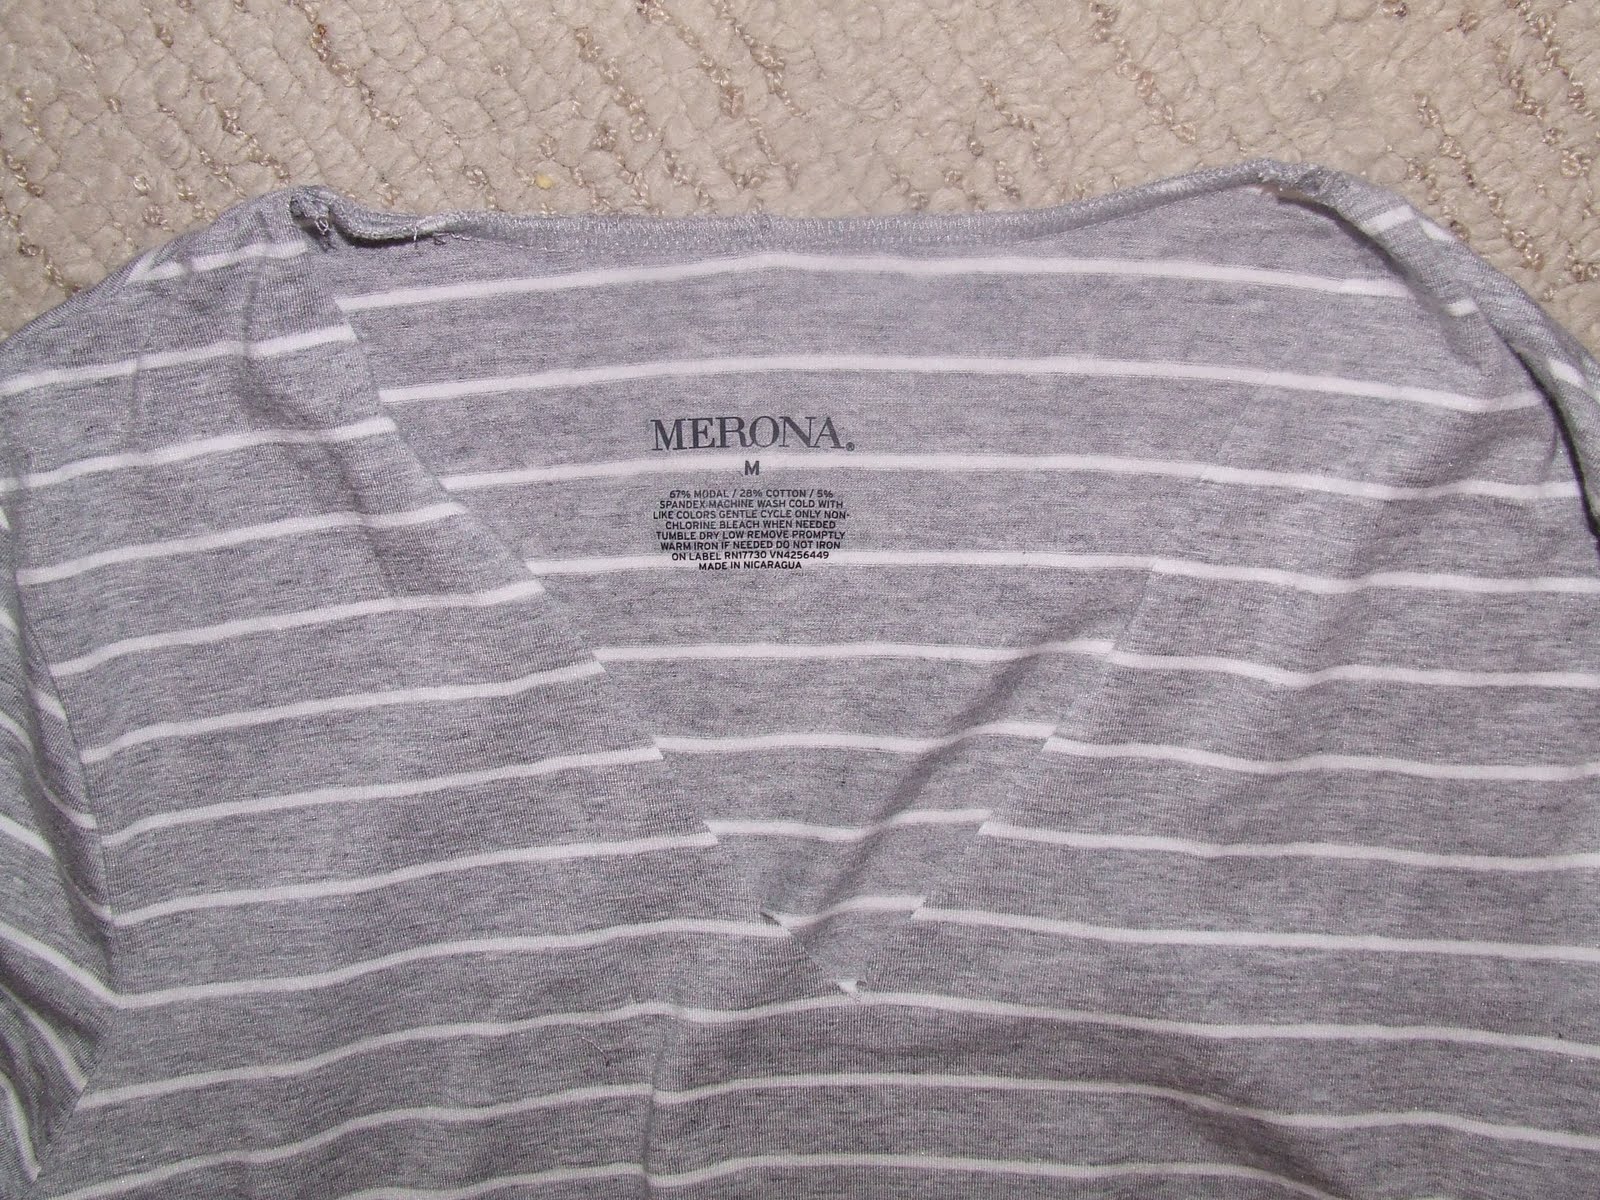 MERONA®
M
67% MODAL / 28% COTTON / 5%
SPANDEX MACHINE WASH COLD WITH
LIKE COLORS GENTLE CYCLE ONLY NON-
CHLORINE BLEACH WHEN NEEDED
TUMBLE DRY LOW REMOVE PROMPTLY
WARM IRON IF NEEDED DO NOT IRON
ON LABEL RN17730 VN4256449
MADE IN NICARAGUA